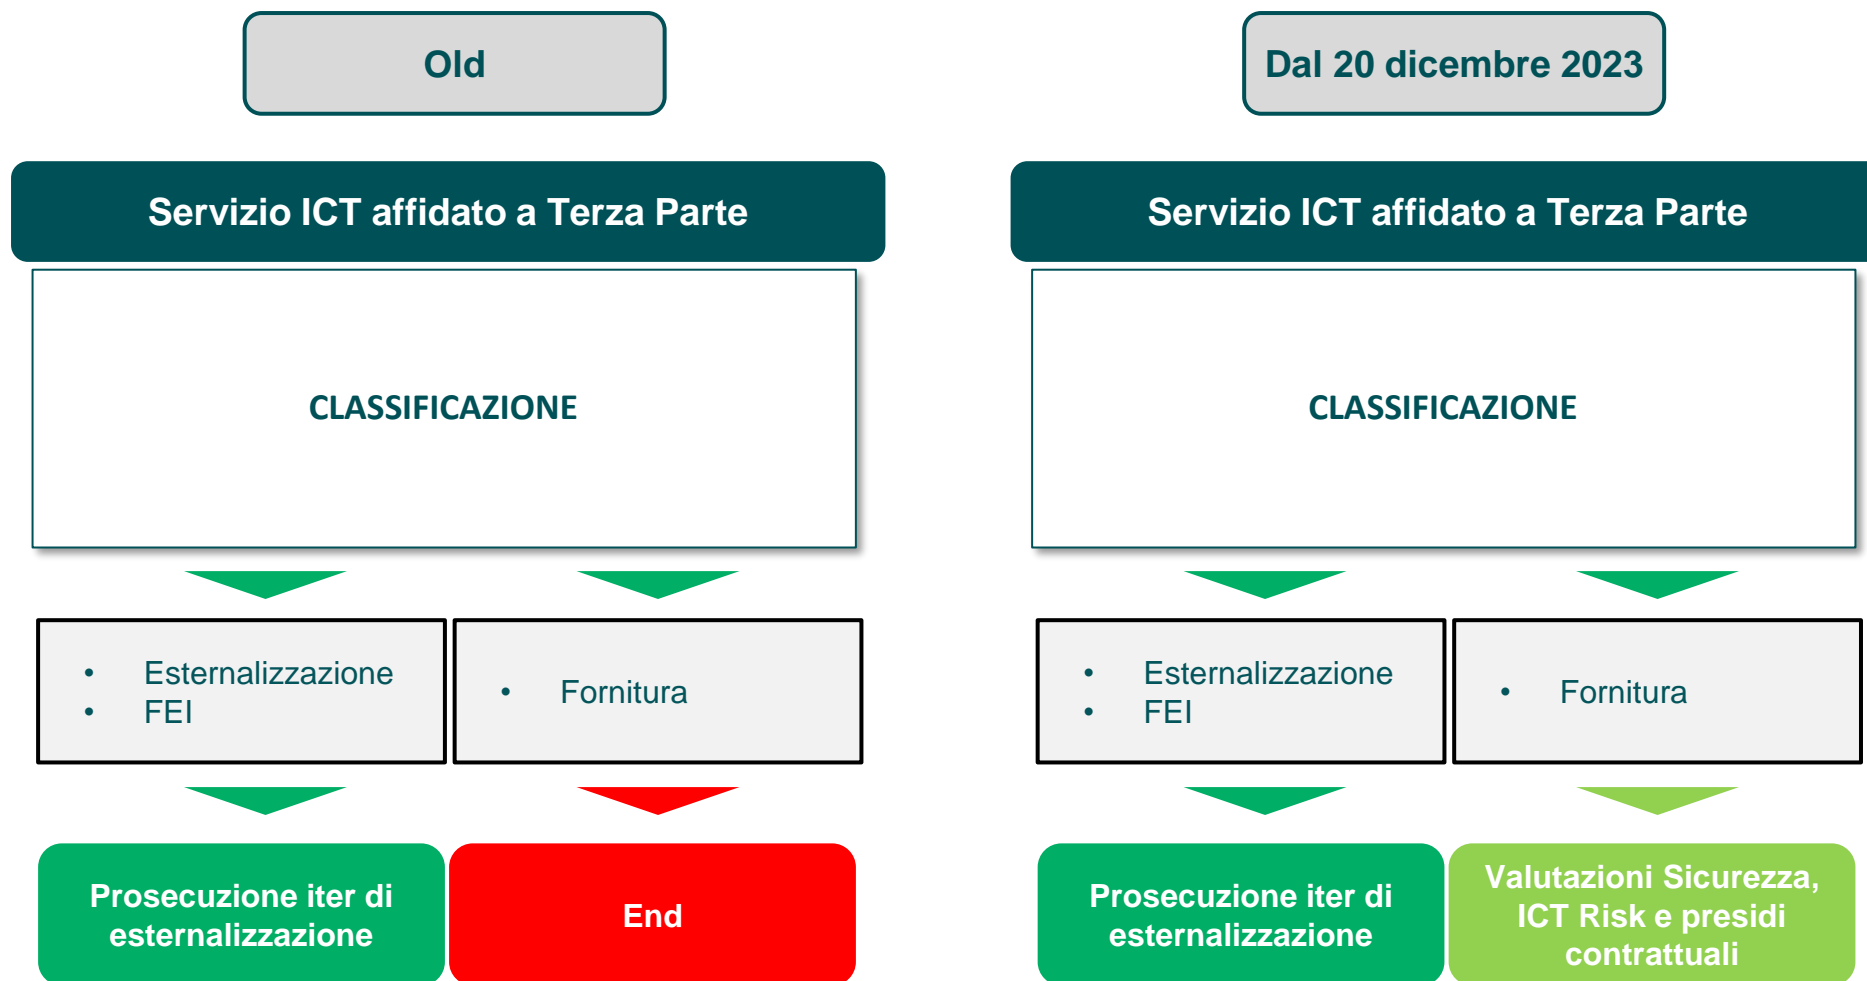 Old
Servizio ICT affidato a Terza Parte
CLASSIFICAZIONE
• Esternalizzazione
• FEI
• Fornitura
Prosecuzione iter di
esternalizzazione
End
Dal 20 dicembre 2023
Servizio ICT affidato a Terza Parte
CLASSIFICAZIONE
• Esternalizzazione
• FEI
• Fornitura
Prosecuzione iter di
esternalizzazione
Valutazioni Sicurezza,
ICT Risk e presidi
contrattuali